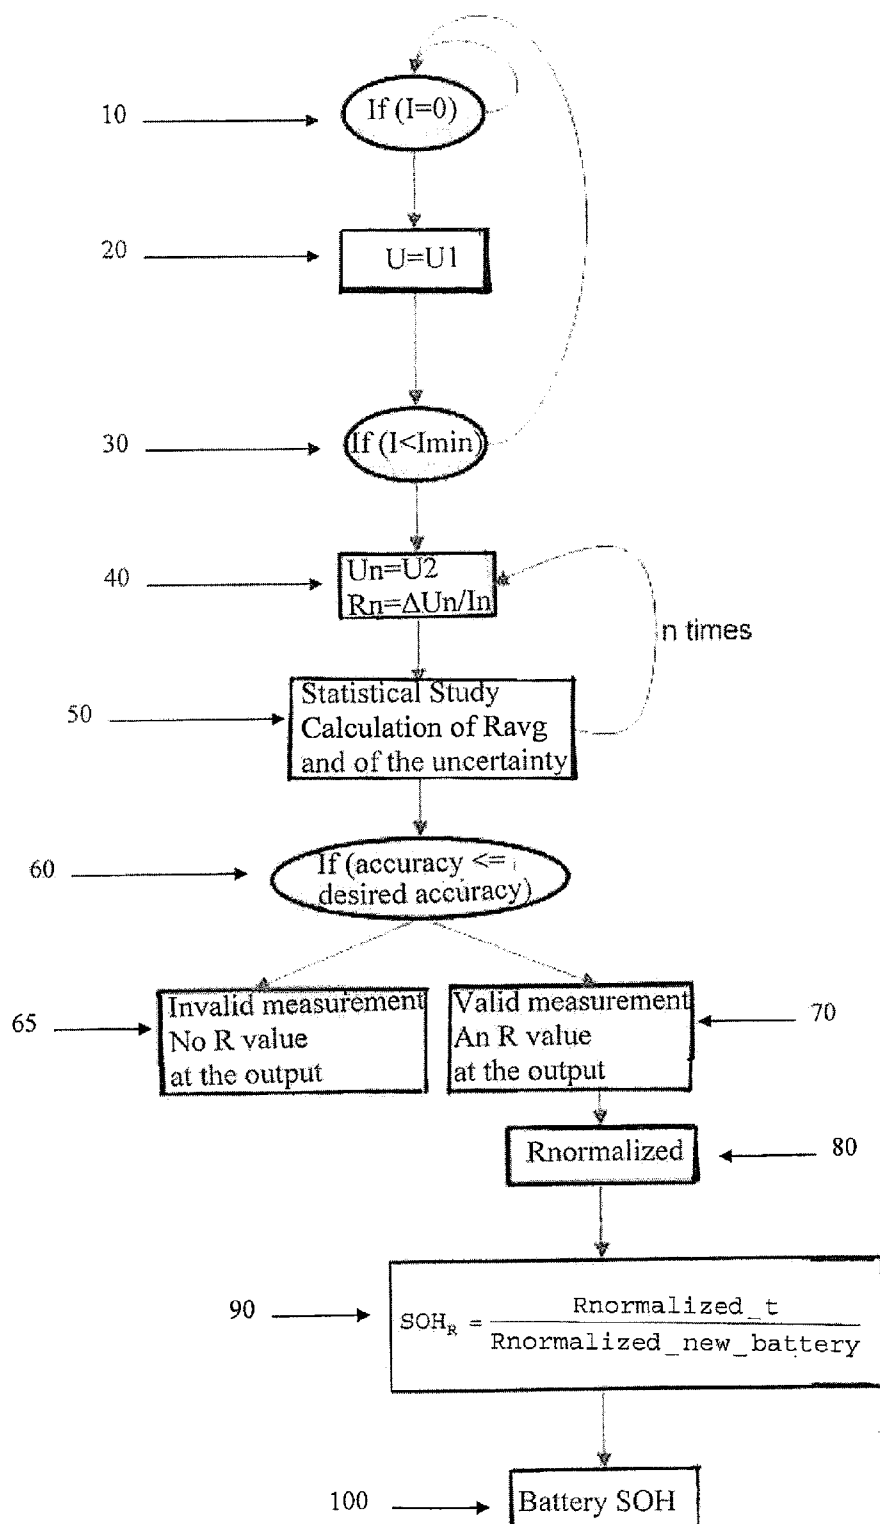 If (I=0)
10
20
U=U1
30
If (I<Imin)
40
Un=U2
Rn=ΔUn/In
n times
50
Statistical Study
Calculation of Ravg
and of the uncertainty
60
If (accuracy <=
desired accuracy)
65
Invalid measurement
No R value
at the output
Valid measurement
An R value
at the output
70
Rnormalized
80
90
SOH_R = Rnormalized_t
Rnormalized_new_battery
100
Battery SOH